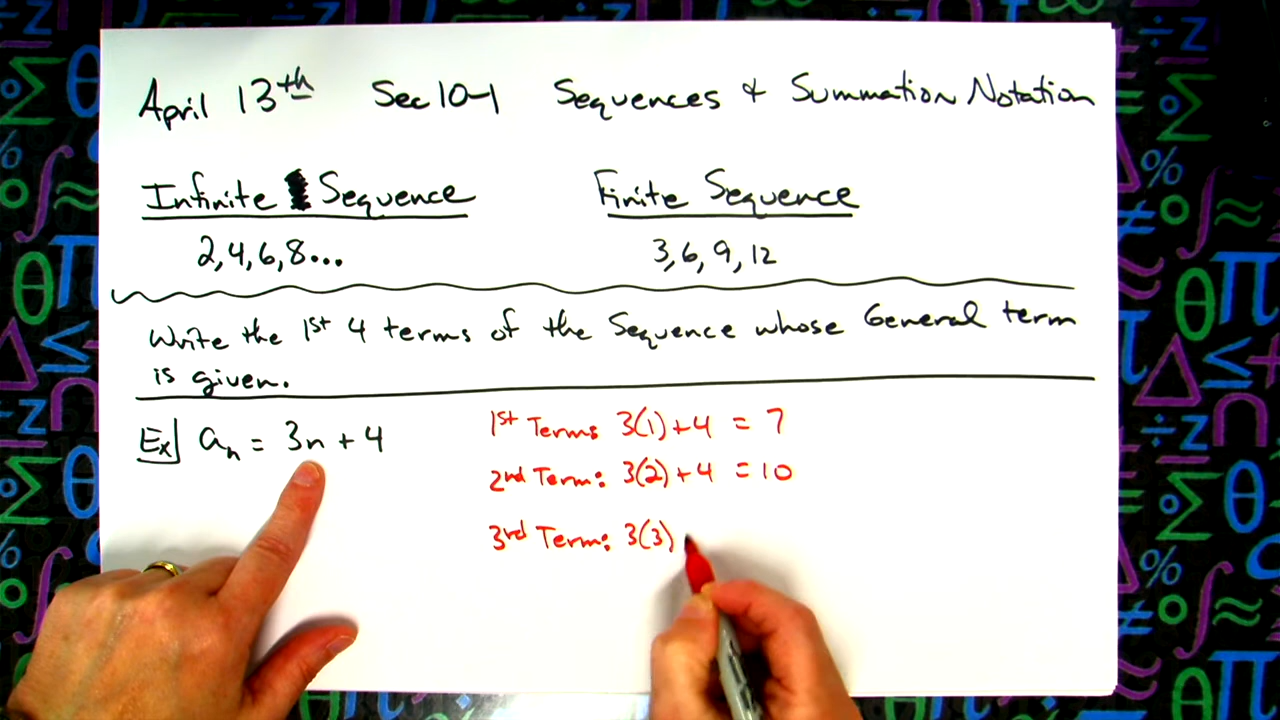 April 13th Sec 10-1 Sequences & Summation Notation
Infinite Sequence
Finite Sequence
2, 4, 6, 8...
3, 6, 9, 12
Write the 1st 4 terms of the Sequence whose General term
is given.
Ex] an = 3n + 4
1st Terms 3(1) + 4 = 7
2nd Term: 3(2) + 4 = 10
3rd Term: 3(3)